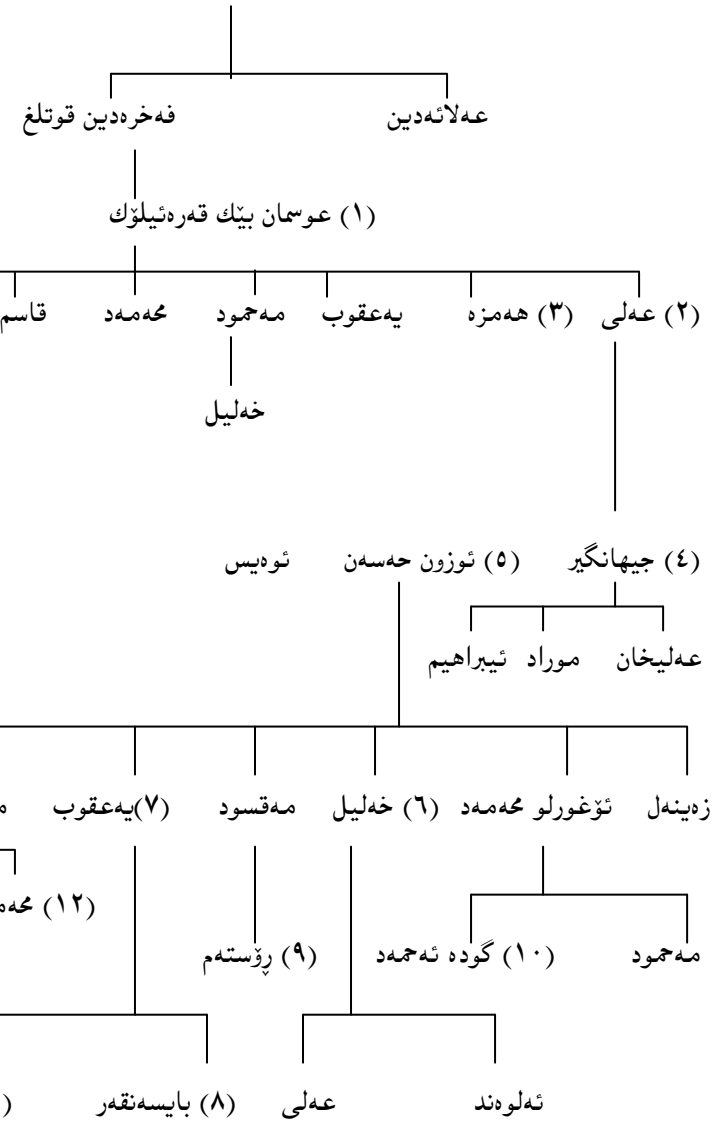 عەلائەدین فەخرەدین قوتلغ
(١) عوسمان بێك قەرەئیلۆك
(٢) عەلی (٣) هەمزە یەعقوب مەحمود محەمەد قاسم
خەلیل
(٤) جیهانگیر (٥) ئوزون حەسەن ئوەیس
عەلیخان موراد ئیبراهیم
زەینەل ئۆغورلو محەمەد (٦) خەلیل مەقسود (٧)یەعقوب
(١٢)
مەحمود (١٠) گودە ئەحمەد (٩) ڕۆستەم
ئەلوەند عەلی (٨) بایسەنقەر